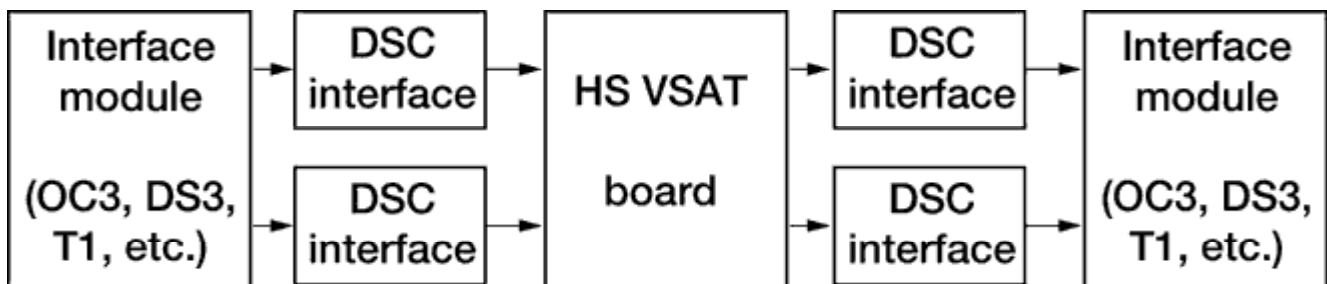 Interface
module
(OC3, DS3,
T1, etc.)
DSC
interface
DSC
interface
HS VSAT
board
DSC
interface
DSC
interface
Interface
module
(OC3, DS3,
T1, etc.)